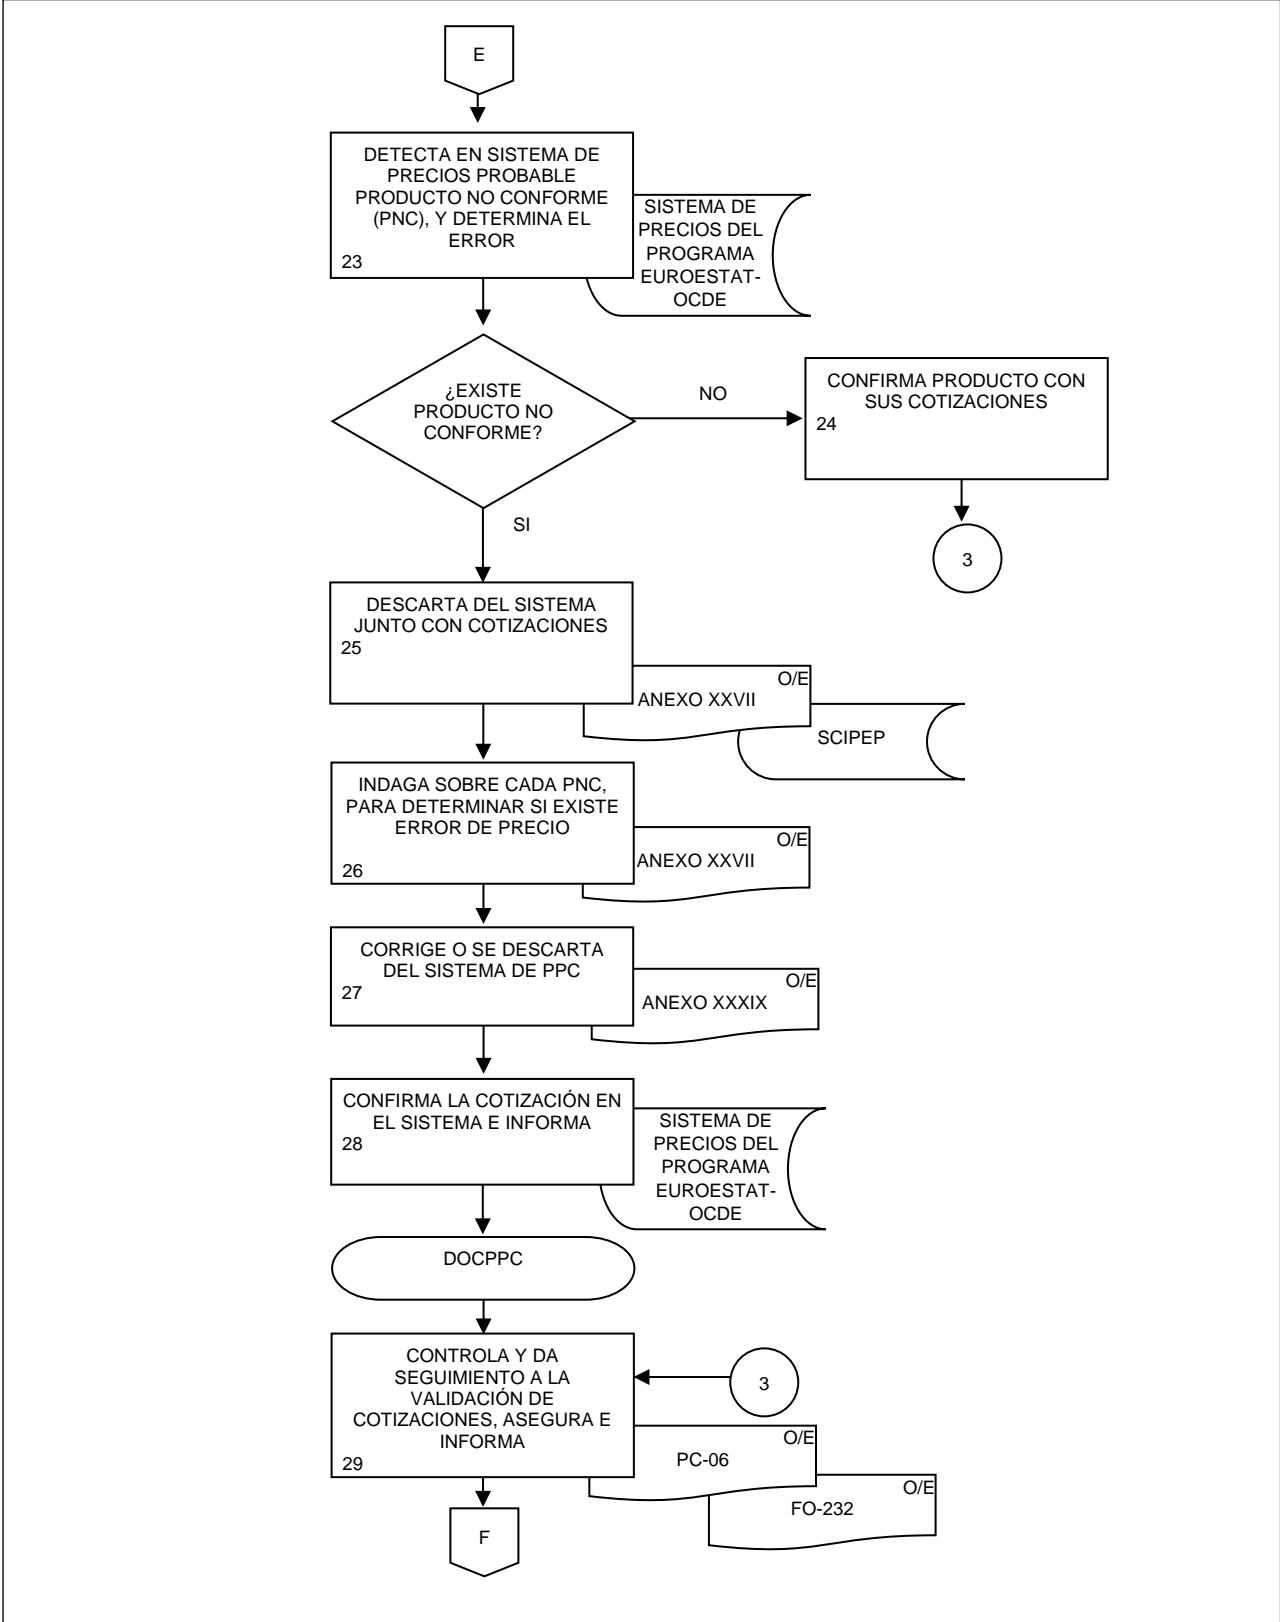 E
DETECTA EN SISTEMA DE
PRECIOS PROBABLE
PRODUCTO NO CONFORME
(PNC), Y DETERMINA EL
ERROR
23
SISTEMA DE
PRECIOS DEL
PROGRAMA
EUROESTAT-
OCDE
¿EXISTE
PRODUCTO NO
CONFORME?
NO
CONFIRMA PRODUCTO CON
SUS COTIZACIONES
24
3
SI
DESCARTA DEL SISTEMA
JUNTO CON COTIZACIONES
25
O/E
ANEXO XXVII
SCIPEP
INDAGA SOBRE CADA PNC,
PARA DETERMINAR SI EXISTE
ERROR DE PRECIO
26
O/E
ANEXO XXVII
CORRIGE O SE DESCARTA
DEL SISTEMA DE PPC
27
O/E
ANEXO XXXIX
CONFIRMA LA COTIZACIÓN EN
EL SISTEMA E INFORMA
28
SISTEMA DE
PRECIOS DEL
PROGRAMA
EUROESTAT-
OCDE
DOCPPC
CONTROLA Y DA
SEGUIMIENTO A LA
VALIDACIÓN DE
COTIZACIONES, ASEGURA E
INFORMA
29
3
O/E
PC-06
O/E
FO-232
F